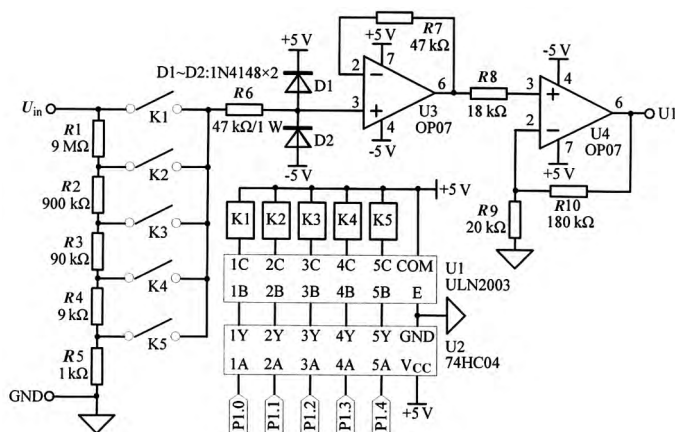 +5 V
R7
47 kΩ
+5 V
7
2
3
6
4
-5 V
U3
OP07
D1~D2:1N4148×2
D1
D2
-5 V
R6
47 kΩ/1 W
Uin
K1
K2
K3
K4
K5
R1
9 MΩ
R2
900 kΩ
R3
90 kΩ
R4
9 kΩ
R5
1 kΩ
GND
R8
18 kΩ
-5 V
4
3
2
6
7
U1
U4
OP07
+5 V
R9
20 kΩ
R10
180 kΩ
+5 V
K1 K2 K3 K4 K5
1C 2C 3C 4C 5C COM
1B 2B 3B 4B 5B E
U1
ULN2003
1Y 2Y 3Y 4Y 5Y GND
1A 2A 3A 4A 5A VCC
U2
74HC04
+5 V
P1.0 P1.1 P1.2 P1.3 P1.4